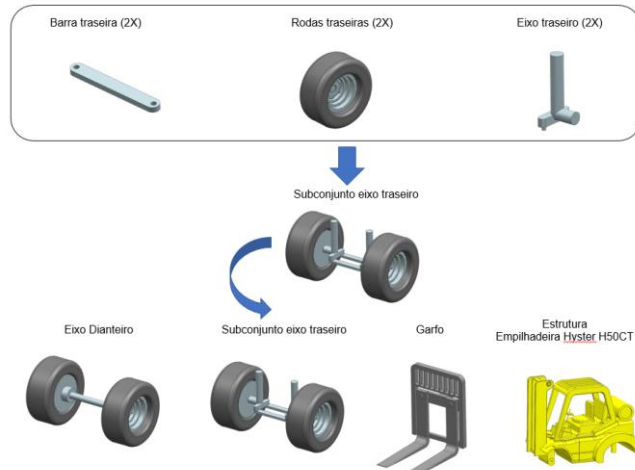 Barra traseira (2X)
Rodas traseiras (2X)
Eixo traseiro (2X)
Subconjunto eixo traseiro
Eixo Dianteiro
Subconjunto eixo traseiro
Garfo
Estrutura
Empilhadeira Hyster H50CT